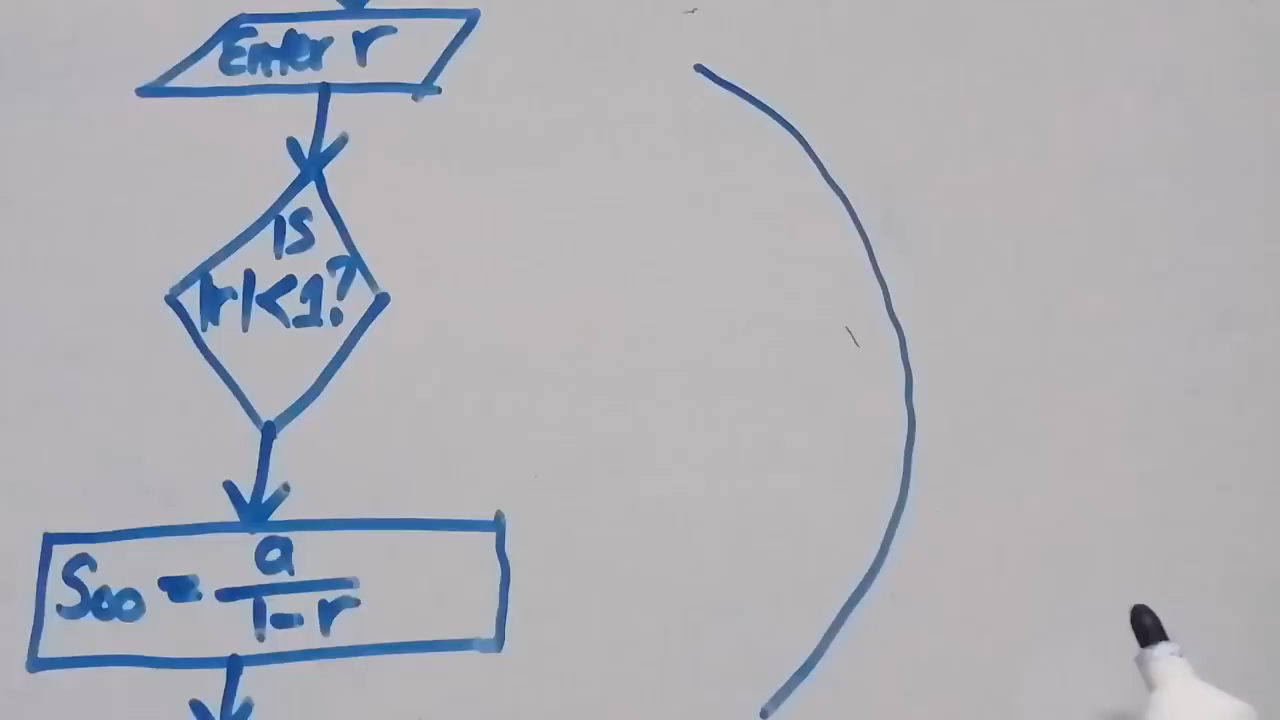 Enter r
Is
|r|<1?
S∞ = a/1-r